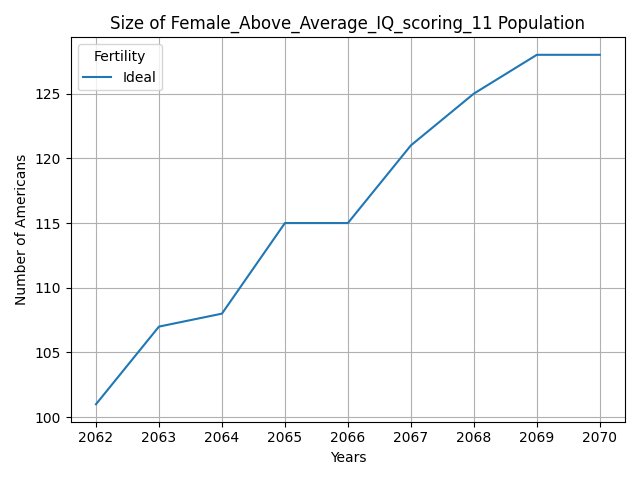 Size of Female_Above_Average_IQ_scoring_11 Population
Fertility
Ideal
Number of Americans
125
120
115
110
105
100
2062 2063 2064 2065 2066 2067 2068 2069 2070
Years